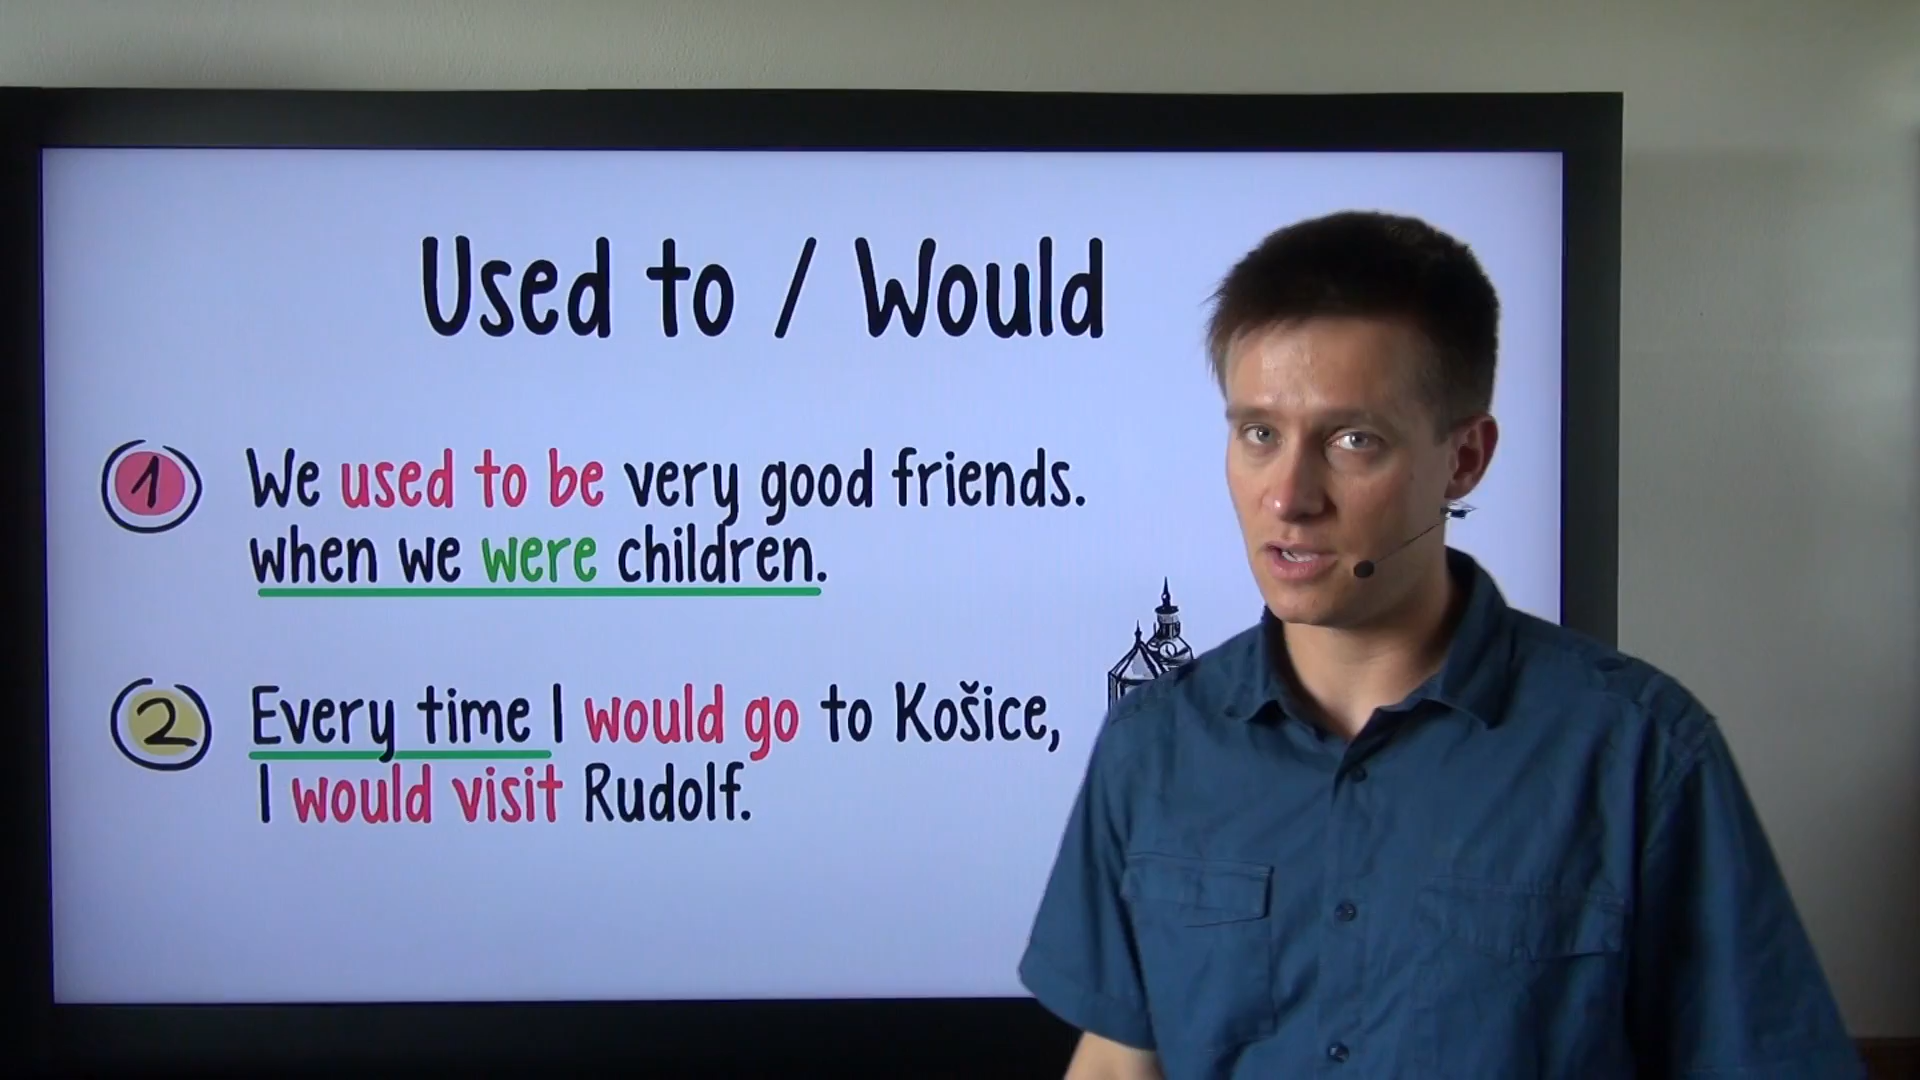 Used to / Would
1 We used to be very good friends.
when we were children.
2 Every time I would go to Košice,
I would visit Rudolf.